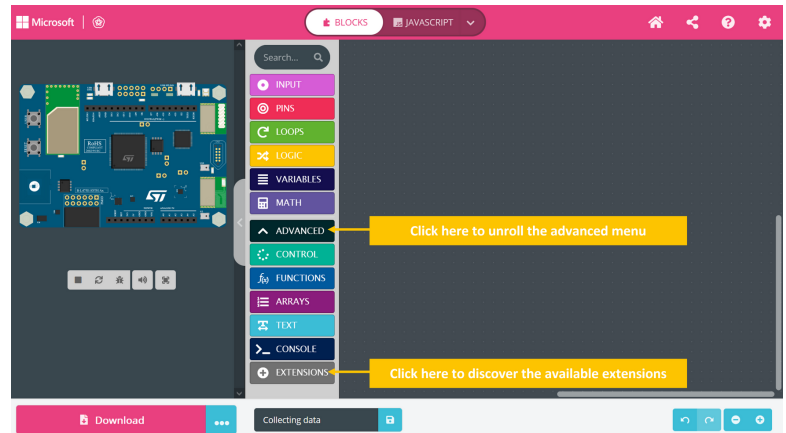 Microsoft
BLOCKS
JAVASCRIPT
Search...
INPUT
PINS
LOOPS
LOGIC
VARIABLES
MATH
ADVANCED
Click here to unroll the advanced menu
CONTROL
FUNCTIONS
ARRAYS
TEXT
CONSOLE
EXTENSIONS
Click here to discover the available extensions
RoHS
Download
Collecting data